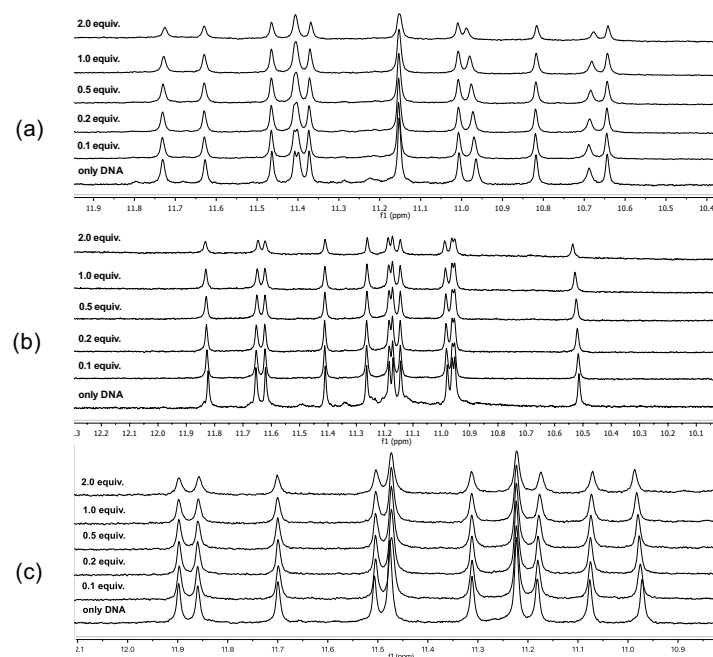 (a)
2.0 equiv.
1.0 equiv.
0.5 equiv.
0.2 equiv.
0.1 equiv.
only DNA
11.9 11.8 11.7 11.6 11.5 11.4 11.3 11.2 11.1 11.0 10.9 10.8 10.7 10.6 10.5 10.4
f1 (ppm)
(b)
2.0 equiv.
1.0 equiv.
0.5 equiv.
0.2 equiv.
0.1 equiv.
only DNA
2.3 12.2 12.1 12.0 11.9 11.8 11.7 11.6 11.5 11.4 11.3 11.2 11.1 11.0 10.9 10.8 10.7 10.6 10.5 10.4 10.3 10.2 10.1
f1 (ppm)
(c)
2.0 equiv.
1.0 equiv.
0.5 equiv.
0.2 equiv.
0.1 equiv.
only DNA
2.1 12.0 11.9 11.8 11.7 11.6 11.5 11.4 11.3 11.2 11.1 11.0 10.9
f1 (ppm)